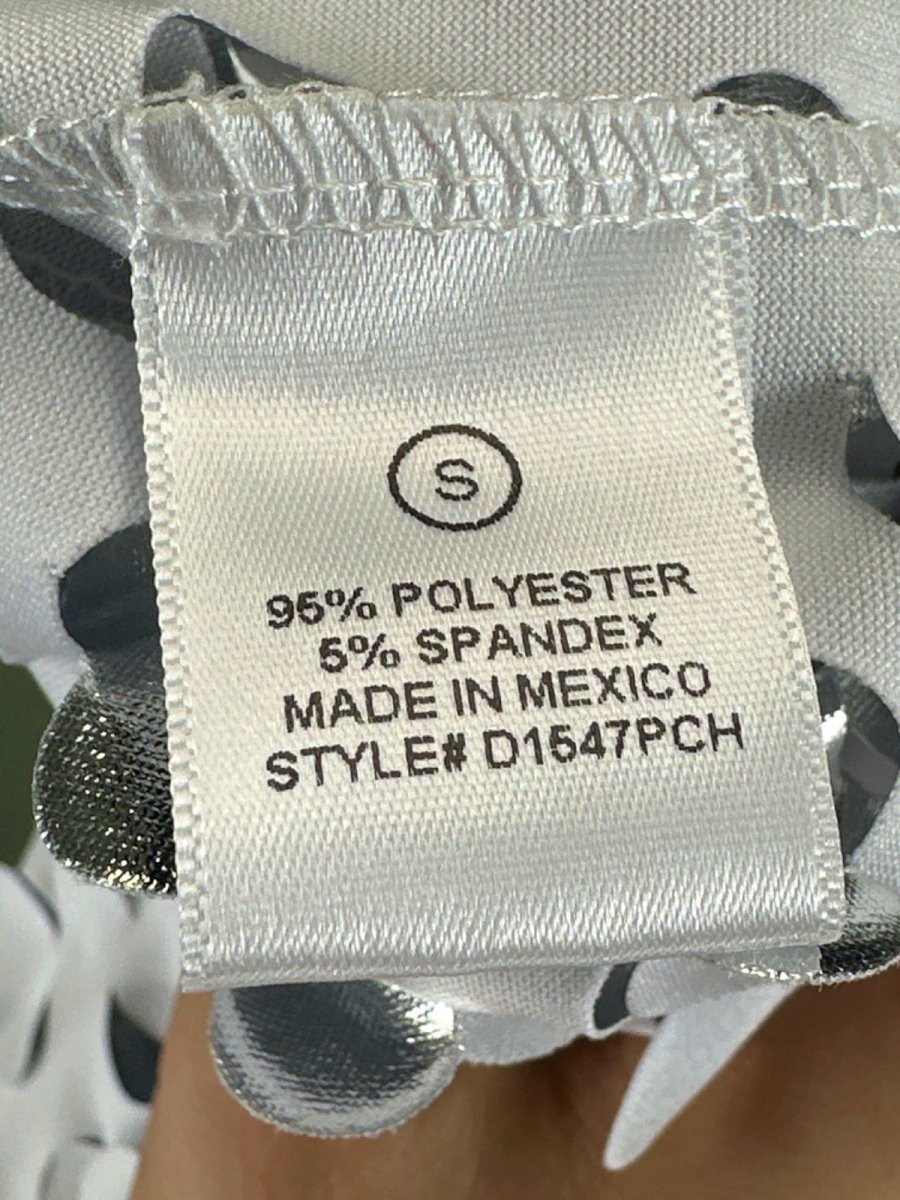 S
95% POLYESTER
5% SPANDEX
MADE IN MEXICO
STYLE# D1547PCH